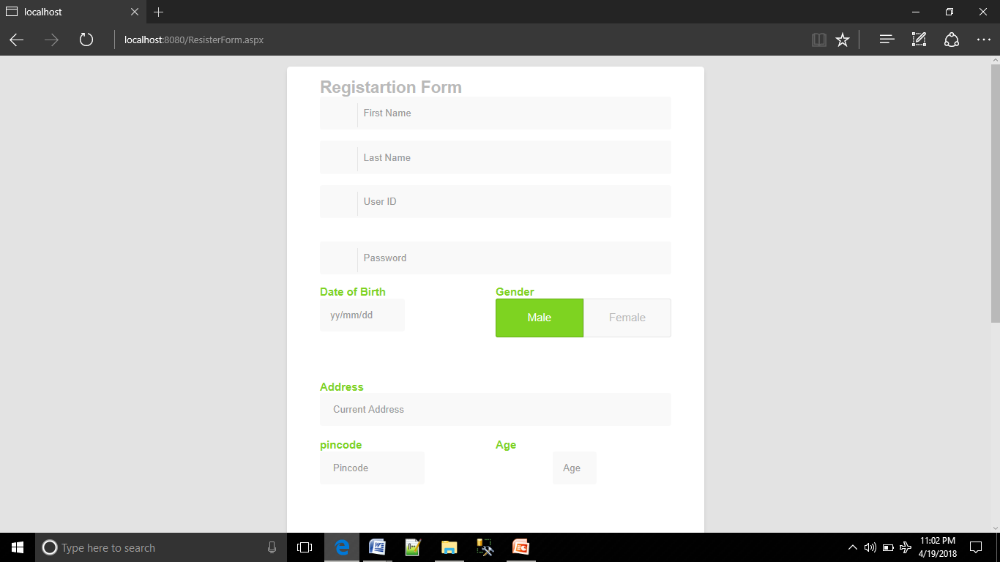 localhost
localhost:8080/ResisterForm.aspx
Registartion Form
First Name
Last Name
User ID
Password
Date of Birth
Gender
yy/mm/dd
Male
Female
Address
Current Address
pincode
Age
Pincode
Age
Type here to search
11:02 PM
4/19/2018